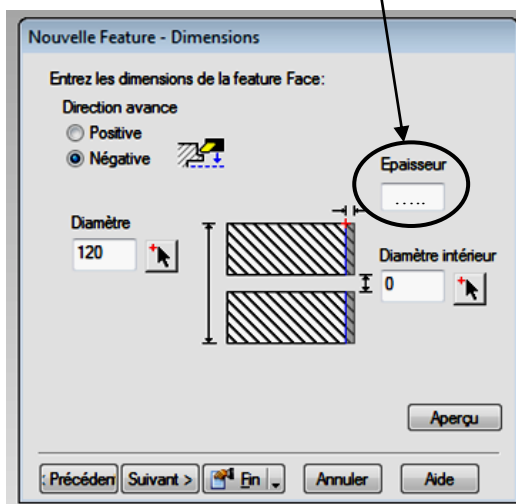 Nouvelle Feature - Dimensions
Entrez les dimensions de la feature Face:
Direction avance
Positive
Négative
Epaisseur
.....
Diamètre
120
Diamètre intérieur
0
Aperçu
< Précéden
Suivant >
Fin
Annuler
Aide